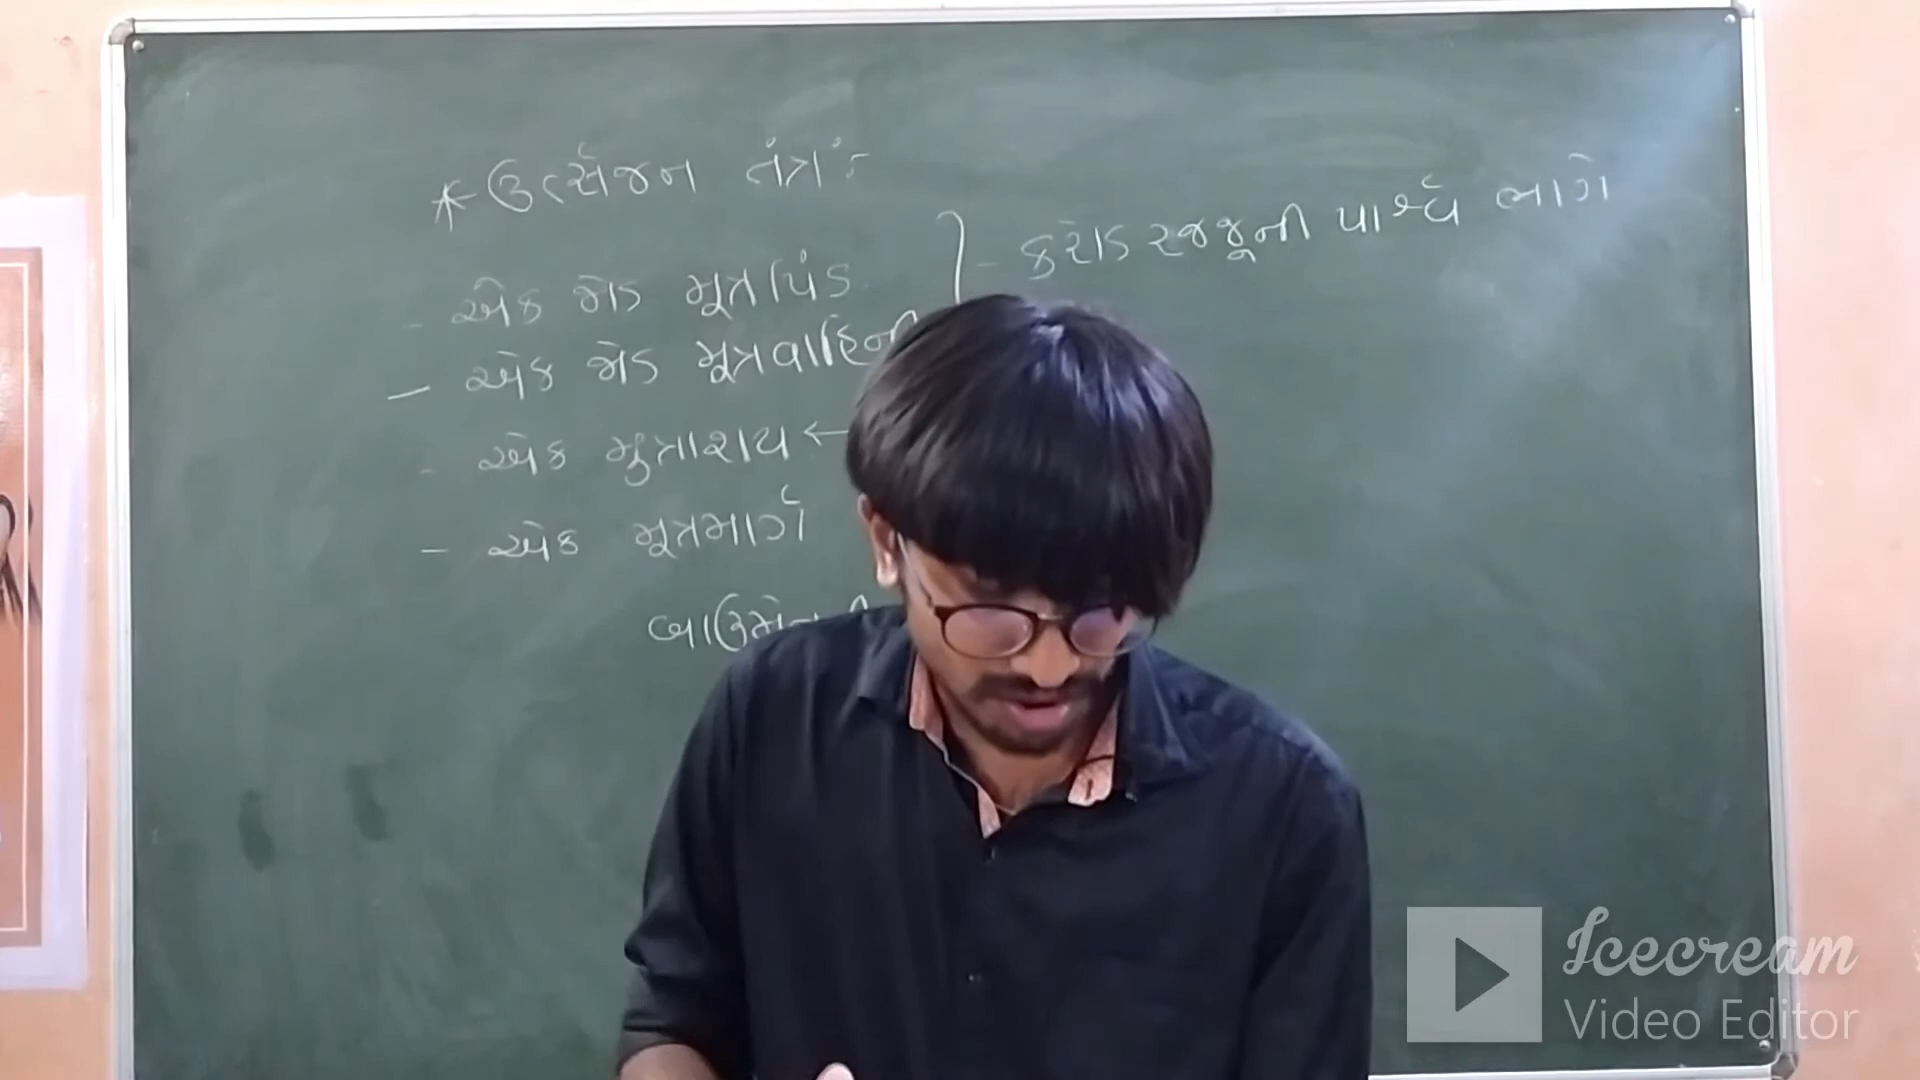 * ઉત્સર્જન તંત્ર :
- એક જોડ મૂત્રપિંડ
- કરોડરજ્જૂની પાર્શ્વ ભાગે
- એક જોડ મૂત્રવાહિની
- એક મુત્રાશય ←
- એક મૂત્રમાર્ગ
Icecream
Video Editor